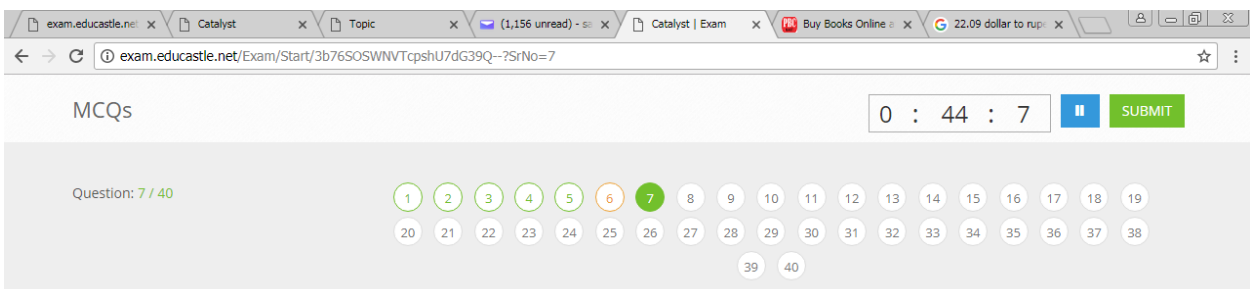 exam.educastle.net Catalyst Topic (1,156 unread) - sa Catalyst | Exam Buy Books Online a 22.09 dollar to rupe
exam.educastle.net/Exam/Start/3b76SOSWNVTcpshU7dG39Q--?SrNo=7
MCQs 0 : 44 : 7 SUBMIT
Question: 7 / 40 1 2 3 4 5 6 7 8 9 10 11 12 13 14 15 16 17 18 19
20 21 22 23 24 25 26 27 28 29 30 31 32 33 34 35 36 37 38
39 40